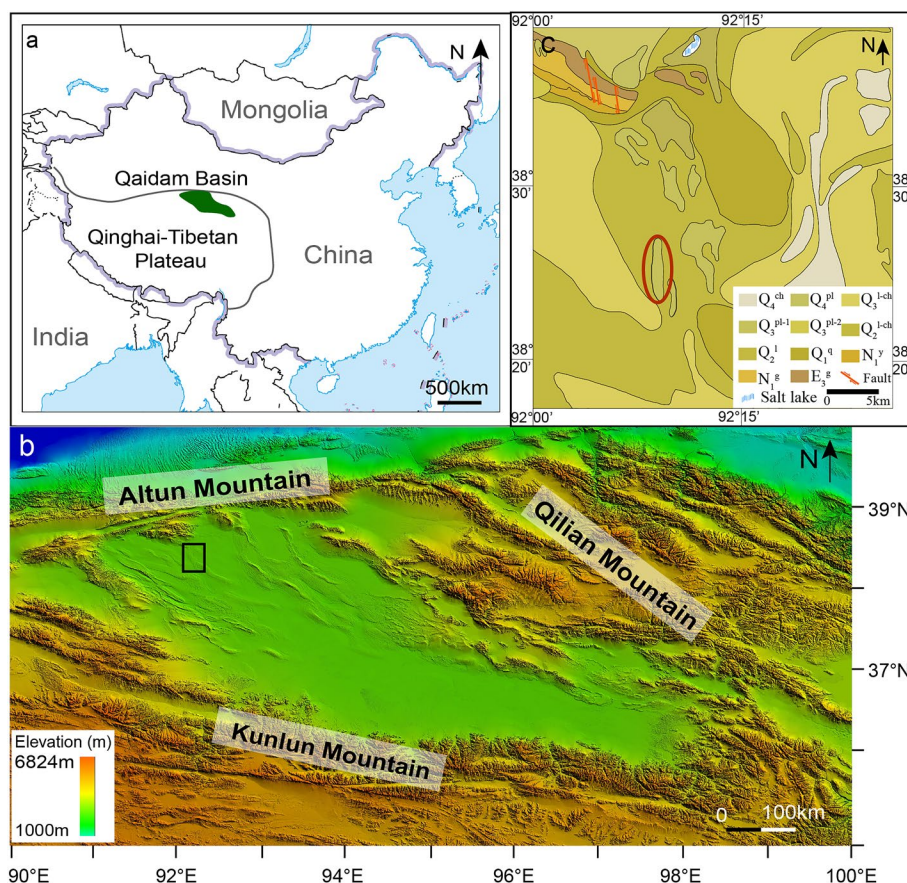 a
N
Mongolia
Qaidam Basin
Qinghai-Tibetan
Plateau
China
India
500km
92°00′
92°15′
C
N
38°
30′
38°
30′
38°
20′
38°
20′
Q₄ᶜʰ
Q₄ᵖˡ
Q₃ˡ⁻ᶜʰ
Q₃ᵖˡ⁻¹
Q₃ᵖˡ⁻²
Q₂ˡ⁻ᶜʰ
Q₂ˡ
Q₁q
N₁ʸ
N₁ᵍ
E₃ᵍ
Fault
Salt lake
0
5km
92°00′
92°15′
b
N
Altun Mountain
Qilian Mountain
Kunlun Mountain
39°N
37°N
Elevation (m)
6824m
1000m
0
100km
90°E
92°E
94°E
96°E
98°E
100°E